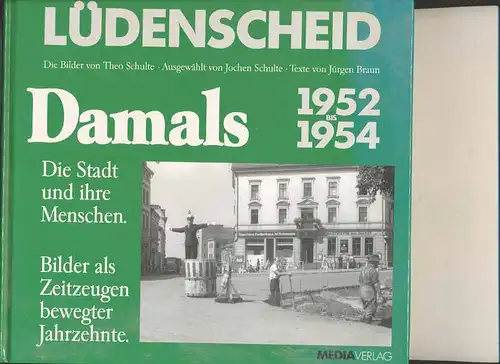 LÜDENSCHEID
Die Bilder von Theo Schulte · Ausgewählt von Jochen Schulte · Texte von Jürgen Braun
Damals
1952
BIS
1954
Die Stadt
und ihre
Menschen.
Bilder als
Zeitzeugen
bewegter
Jahrzehnte.
MEDIAVERLAG